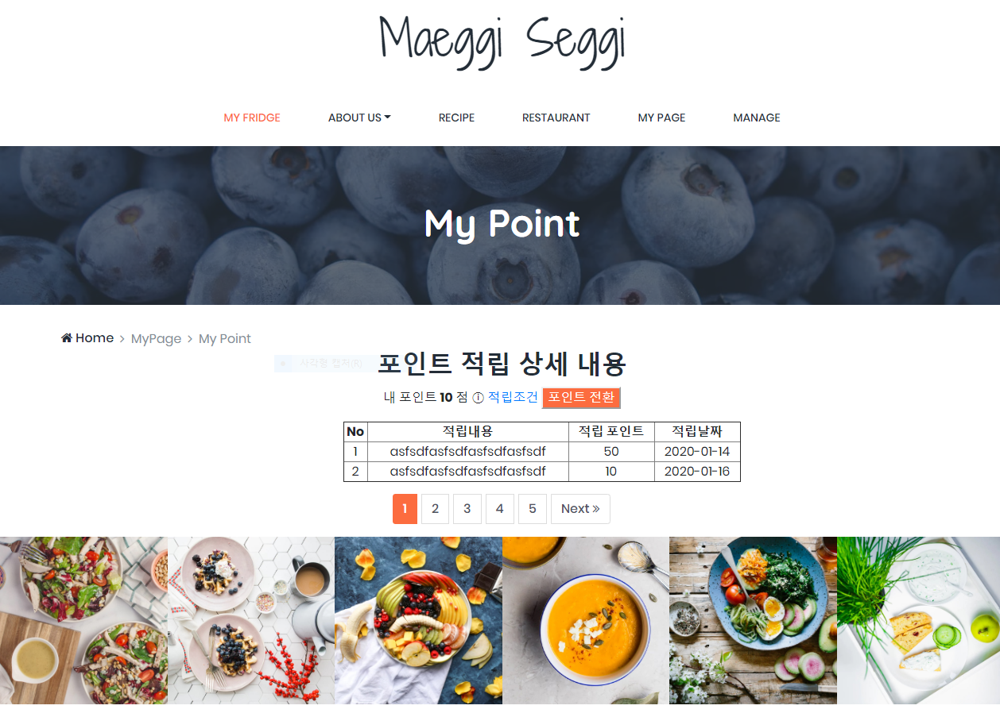 Maeggi Seggi
MY FRIDGE ABOUT US RECIPE RESTAURANT MY PAGE MANAGE
My Point
Home > MyPage > My Point
사각형 캡처(R)
포인트 적립 상세 내용
내 포인트 10 점 ① 적립조건 포인트 전환
No 적립내용 적립 포인트 적립날짜
1 asfsdfasfsdfasfsdfasfsdf 50 2020-01-14
2 asfsdfasfsdfasfsdfasfsdf 10 2020-01-16
1 2 3 4 5 Next »